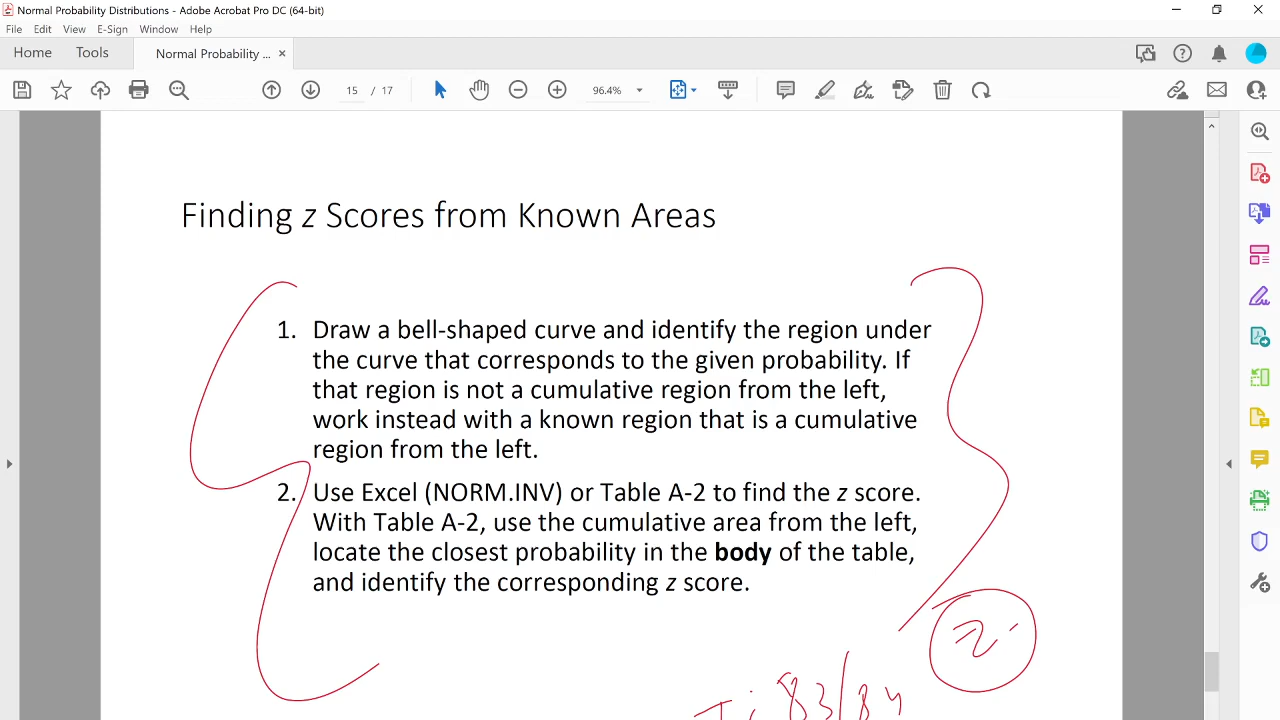 Normal Probability Distributions - Adobe Acrobat Pro DC (64-bit)
File Edit View E-Sign Window Help
Home Tools Normal Probability ... ×
15 / 17 96.4%
Finding z Scores from Known Areas
1. Draw a bell-shaped curve and identify the region under
the curve that corresponds to the given probability. If
that region is not a cumulative region from the left,
work instead with a known region that is a cumulative
region from the left.
2. Use Excel (NORM.INV) or Table A-2 to find the z score.
With Table A-2, use the cumulative area from the left,
locate the closest probability in the body of the table,
and identify the corresponding z score.
z
Ti 83/84